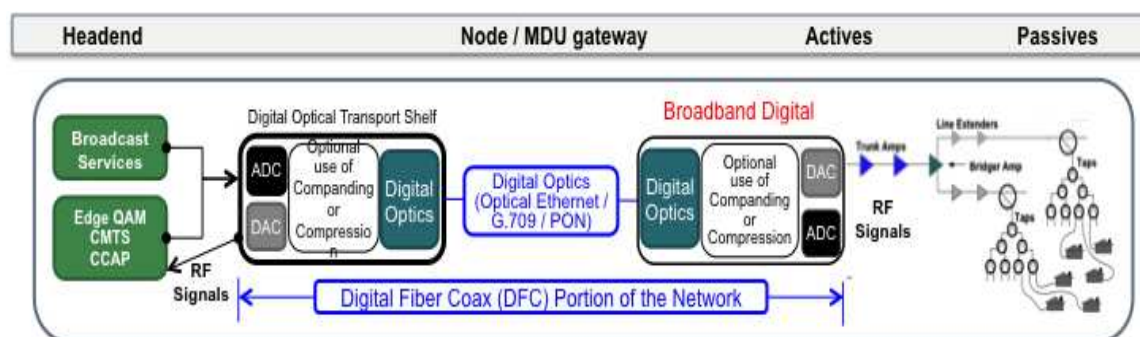 Headend
Node / MDU gateway
Actives
Passives
Digital Optical Transport Shelf
Broadband Digital
Broadcast
Services
Edge QAM
CMTS
CCAP
RF
Signals
ADC
DAC
Optional
use of
Companding
or
Compressio
n
Digital
Optics
Digital Optics
(Optical Ethernet /
G.709 / PON)
Digital
Optics
Optional
use of
Companding
or
Compression
DAC
ADC
Trunk Amps
RF
Signals
Line Extenders
Bridger Amp
Taps
Taps
Digital Fiber Coax (DFC) Portion of the Network